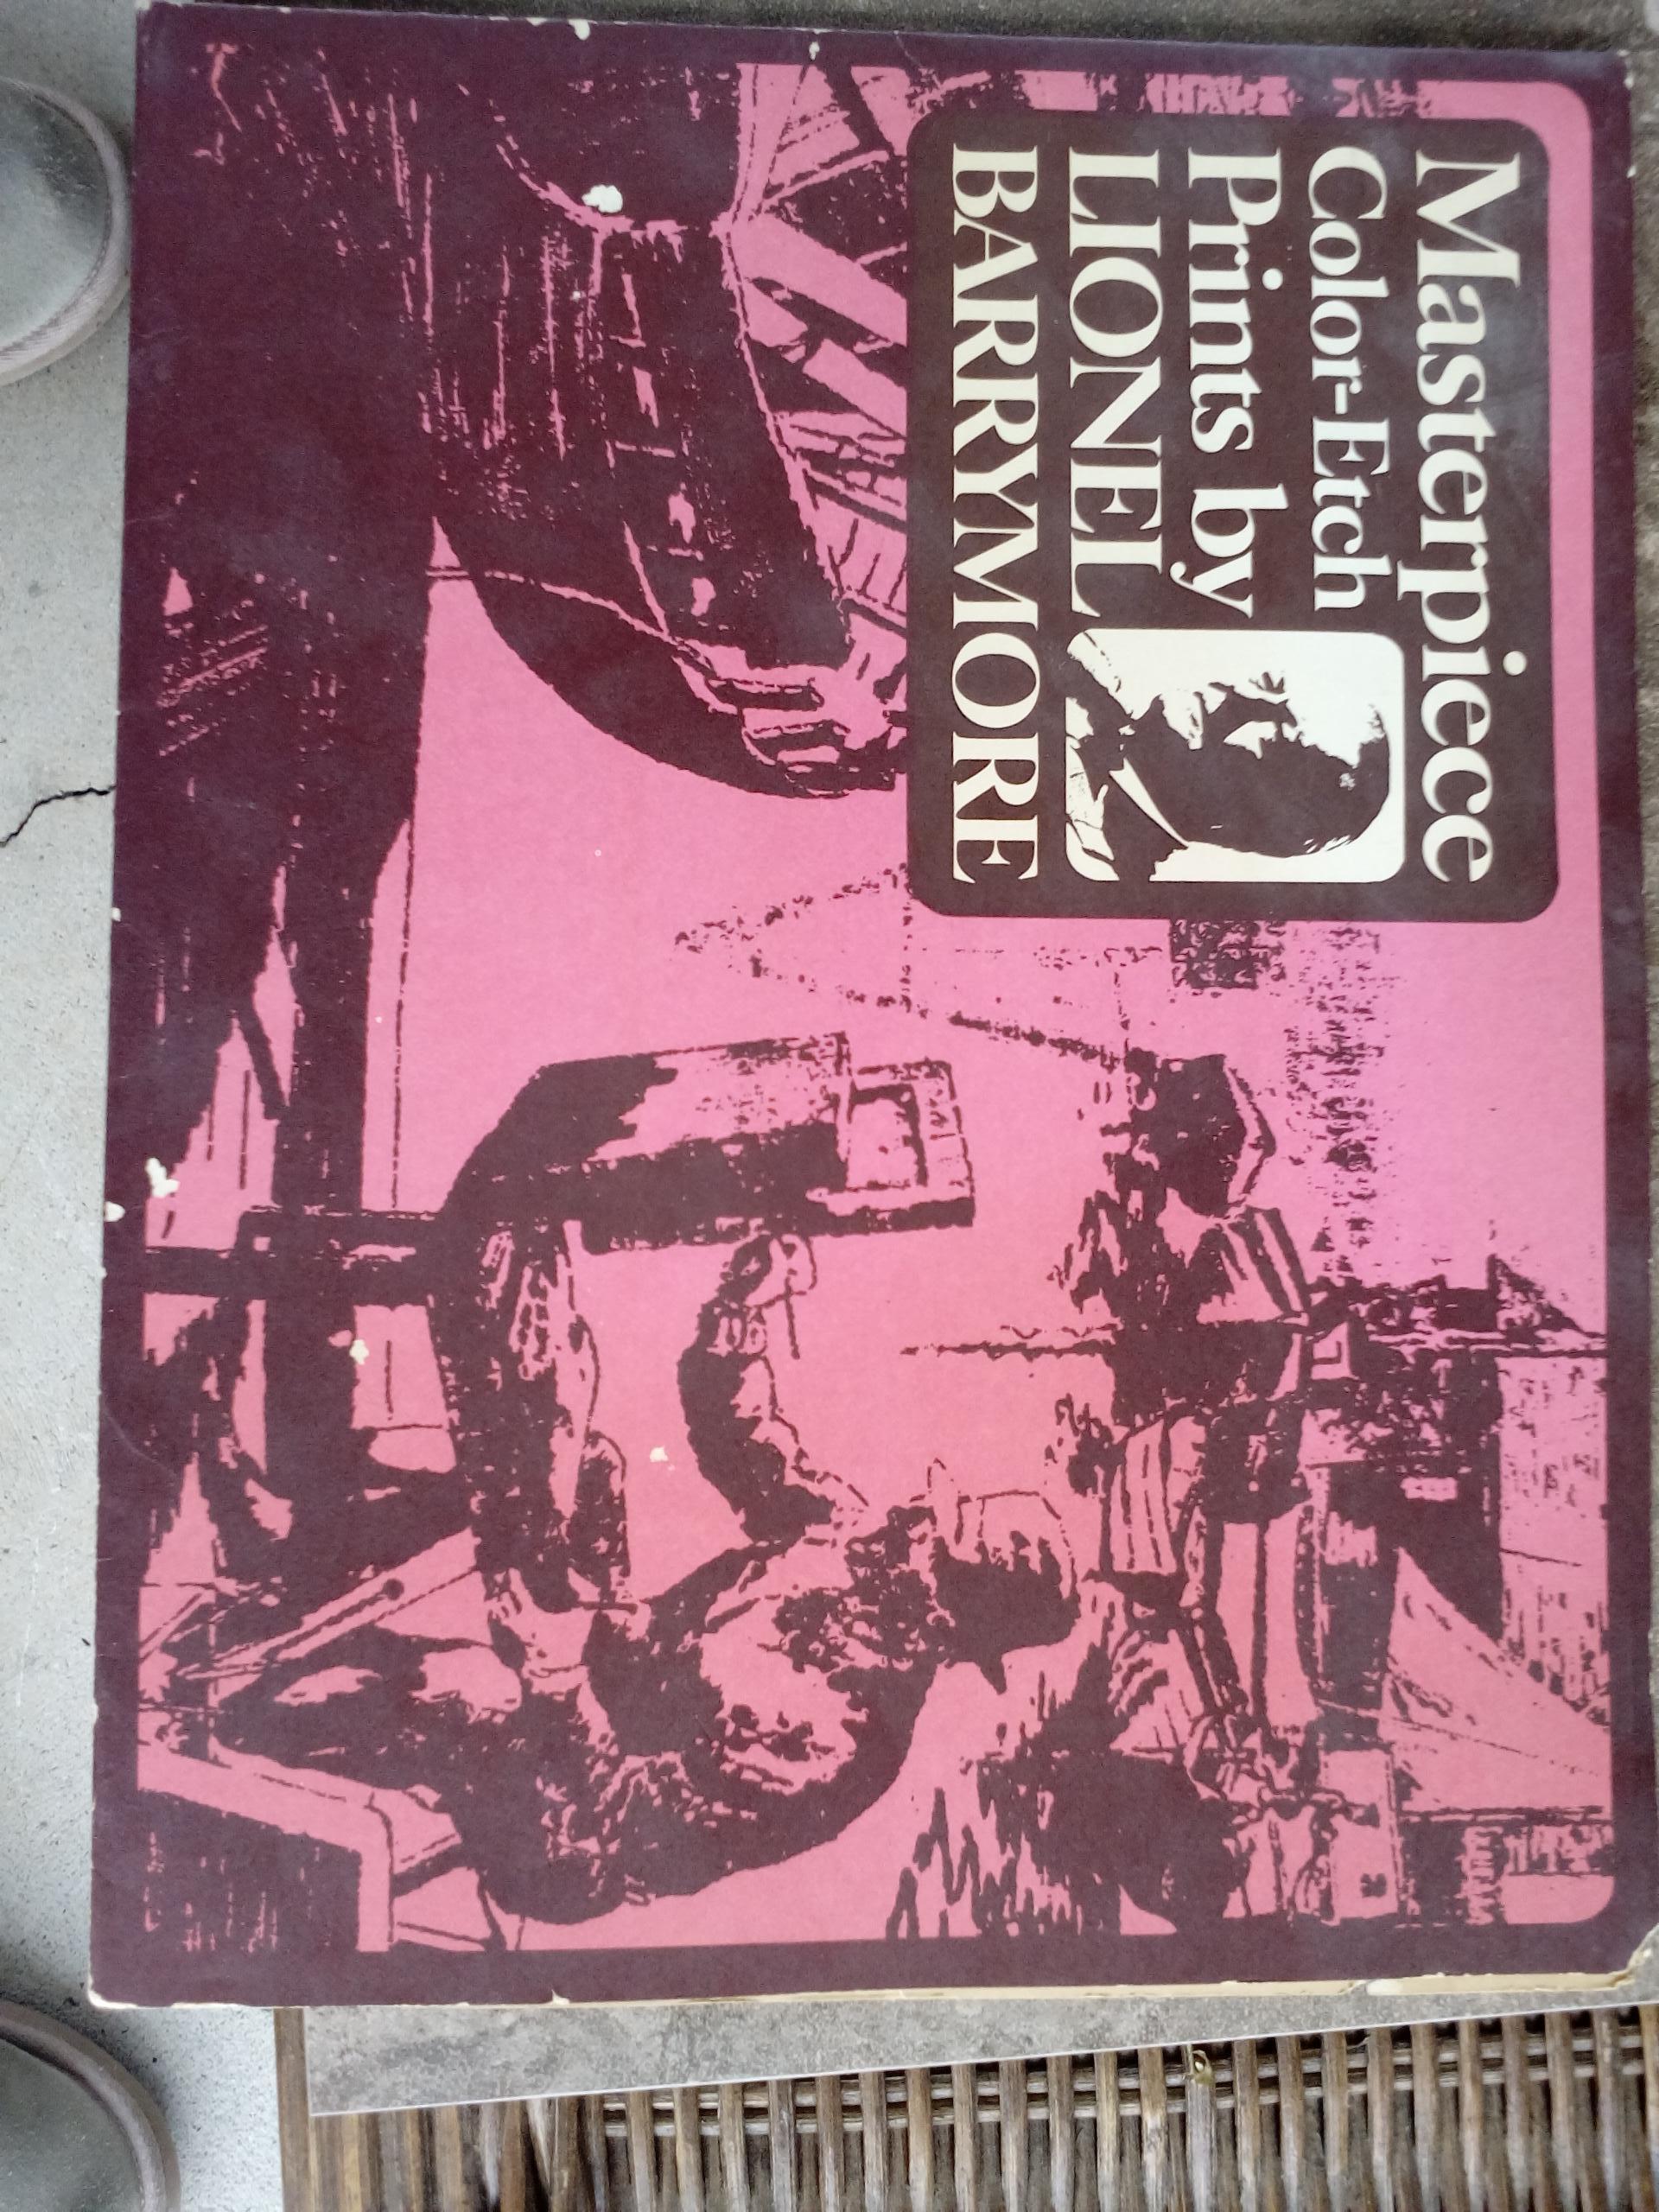 Masterpiece
Color-Etch
Prints by
LIONEL
BARRYMORE